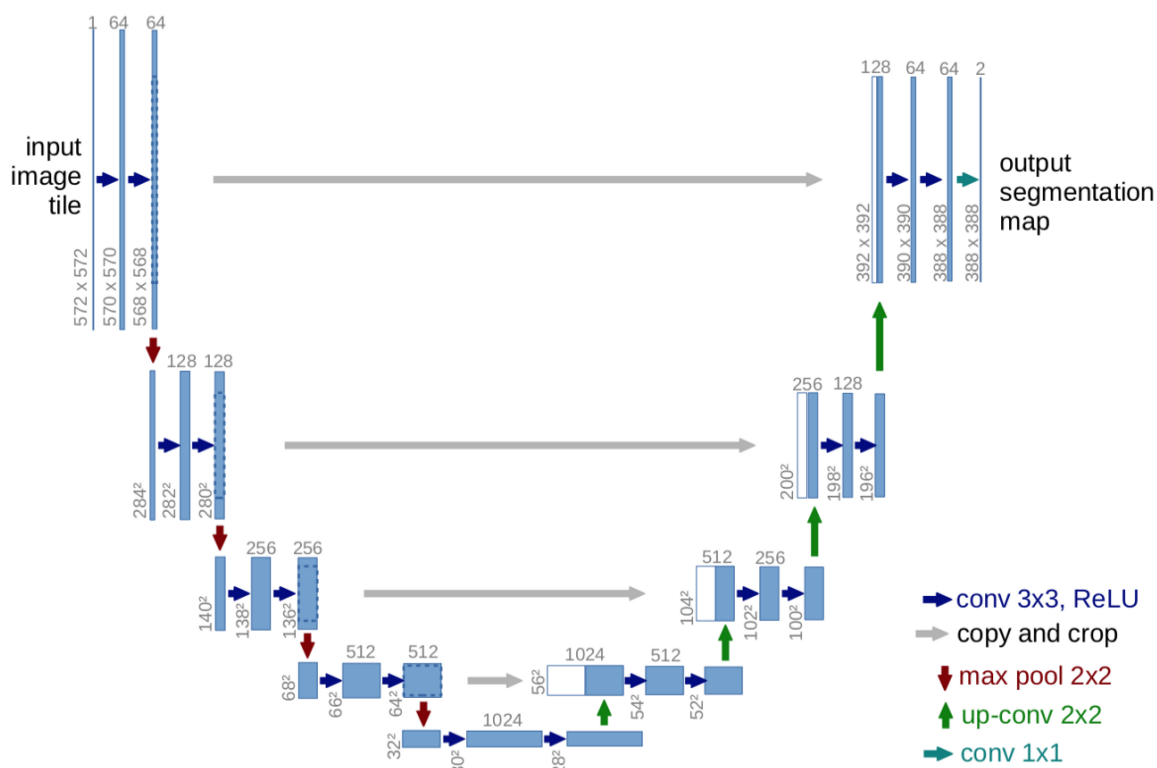 1 64 64
input
image
tile
572 x 572
570 x 570
568 x 568
128 64 64 2
output
segmentation
map
392 x 392
390 x 390
388 x 388
388 x 388
128 128
284²
282²
280²
256 128
200²
198²
196²
256 256
140²
138²
136²
512 256
104²
102²
100²
512 512
68²
66²
64²
1024 512
56²
54²
52²
1024
32²
conv 3x3, ReLU
copy and crop
max pool 2x2
up-conv 2x2
conv 1x1